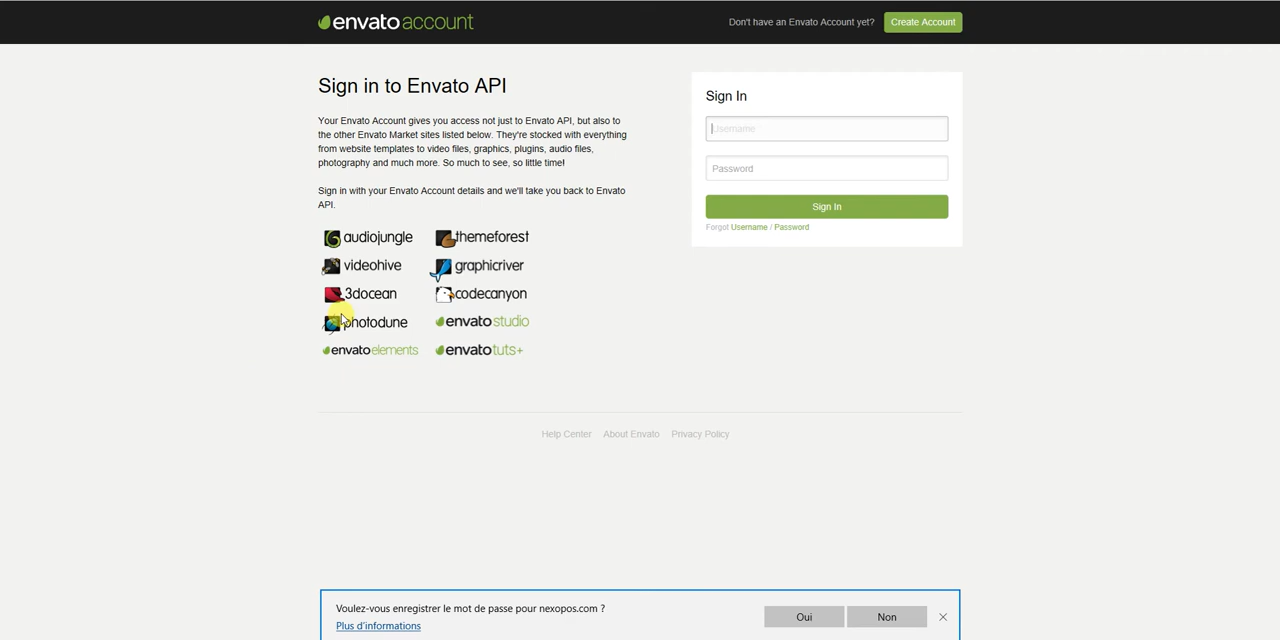 envato account
Don't have an Envato Account yet?
Create Account
Sign in to Envato API
Your Envato Account gives you access not just to Envato API, but also to
the other Envato Market sites listed below. They're stocked with everything
from website templates to video files, graphics, plugins, audio files,
photography and much more. So much to see, so little time!
Sign in with your Envato Account details and we'll take you back to Envato
API.
audiojungle
themeforest
videohive
graphicriver
3docean
codecanyon
photodune
envatostudio
envatoelements
envatotuts+
Sign In
Username
Password
Sign In
Forgot Username / Password
Help Center
About Envato
Privacy Policy
Voulez-vous enregistrer le mot de passe pour nexopos.com ?
Plus d'informations
Oui
Non